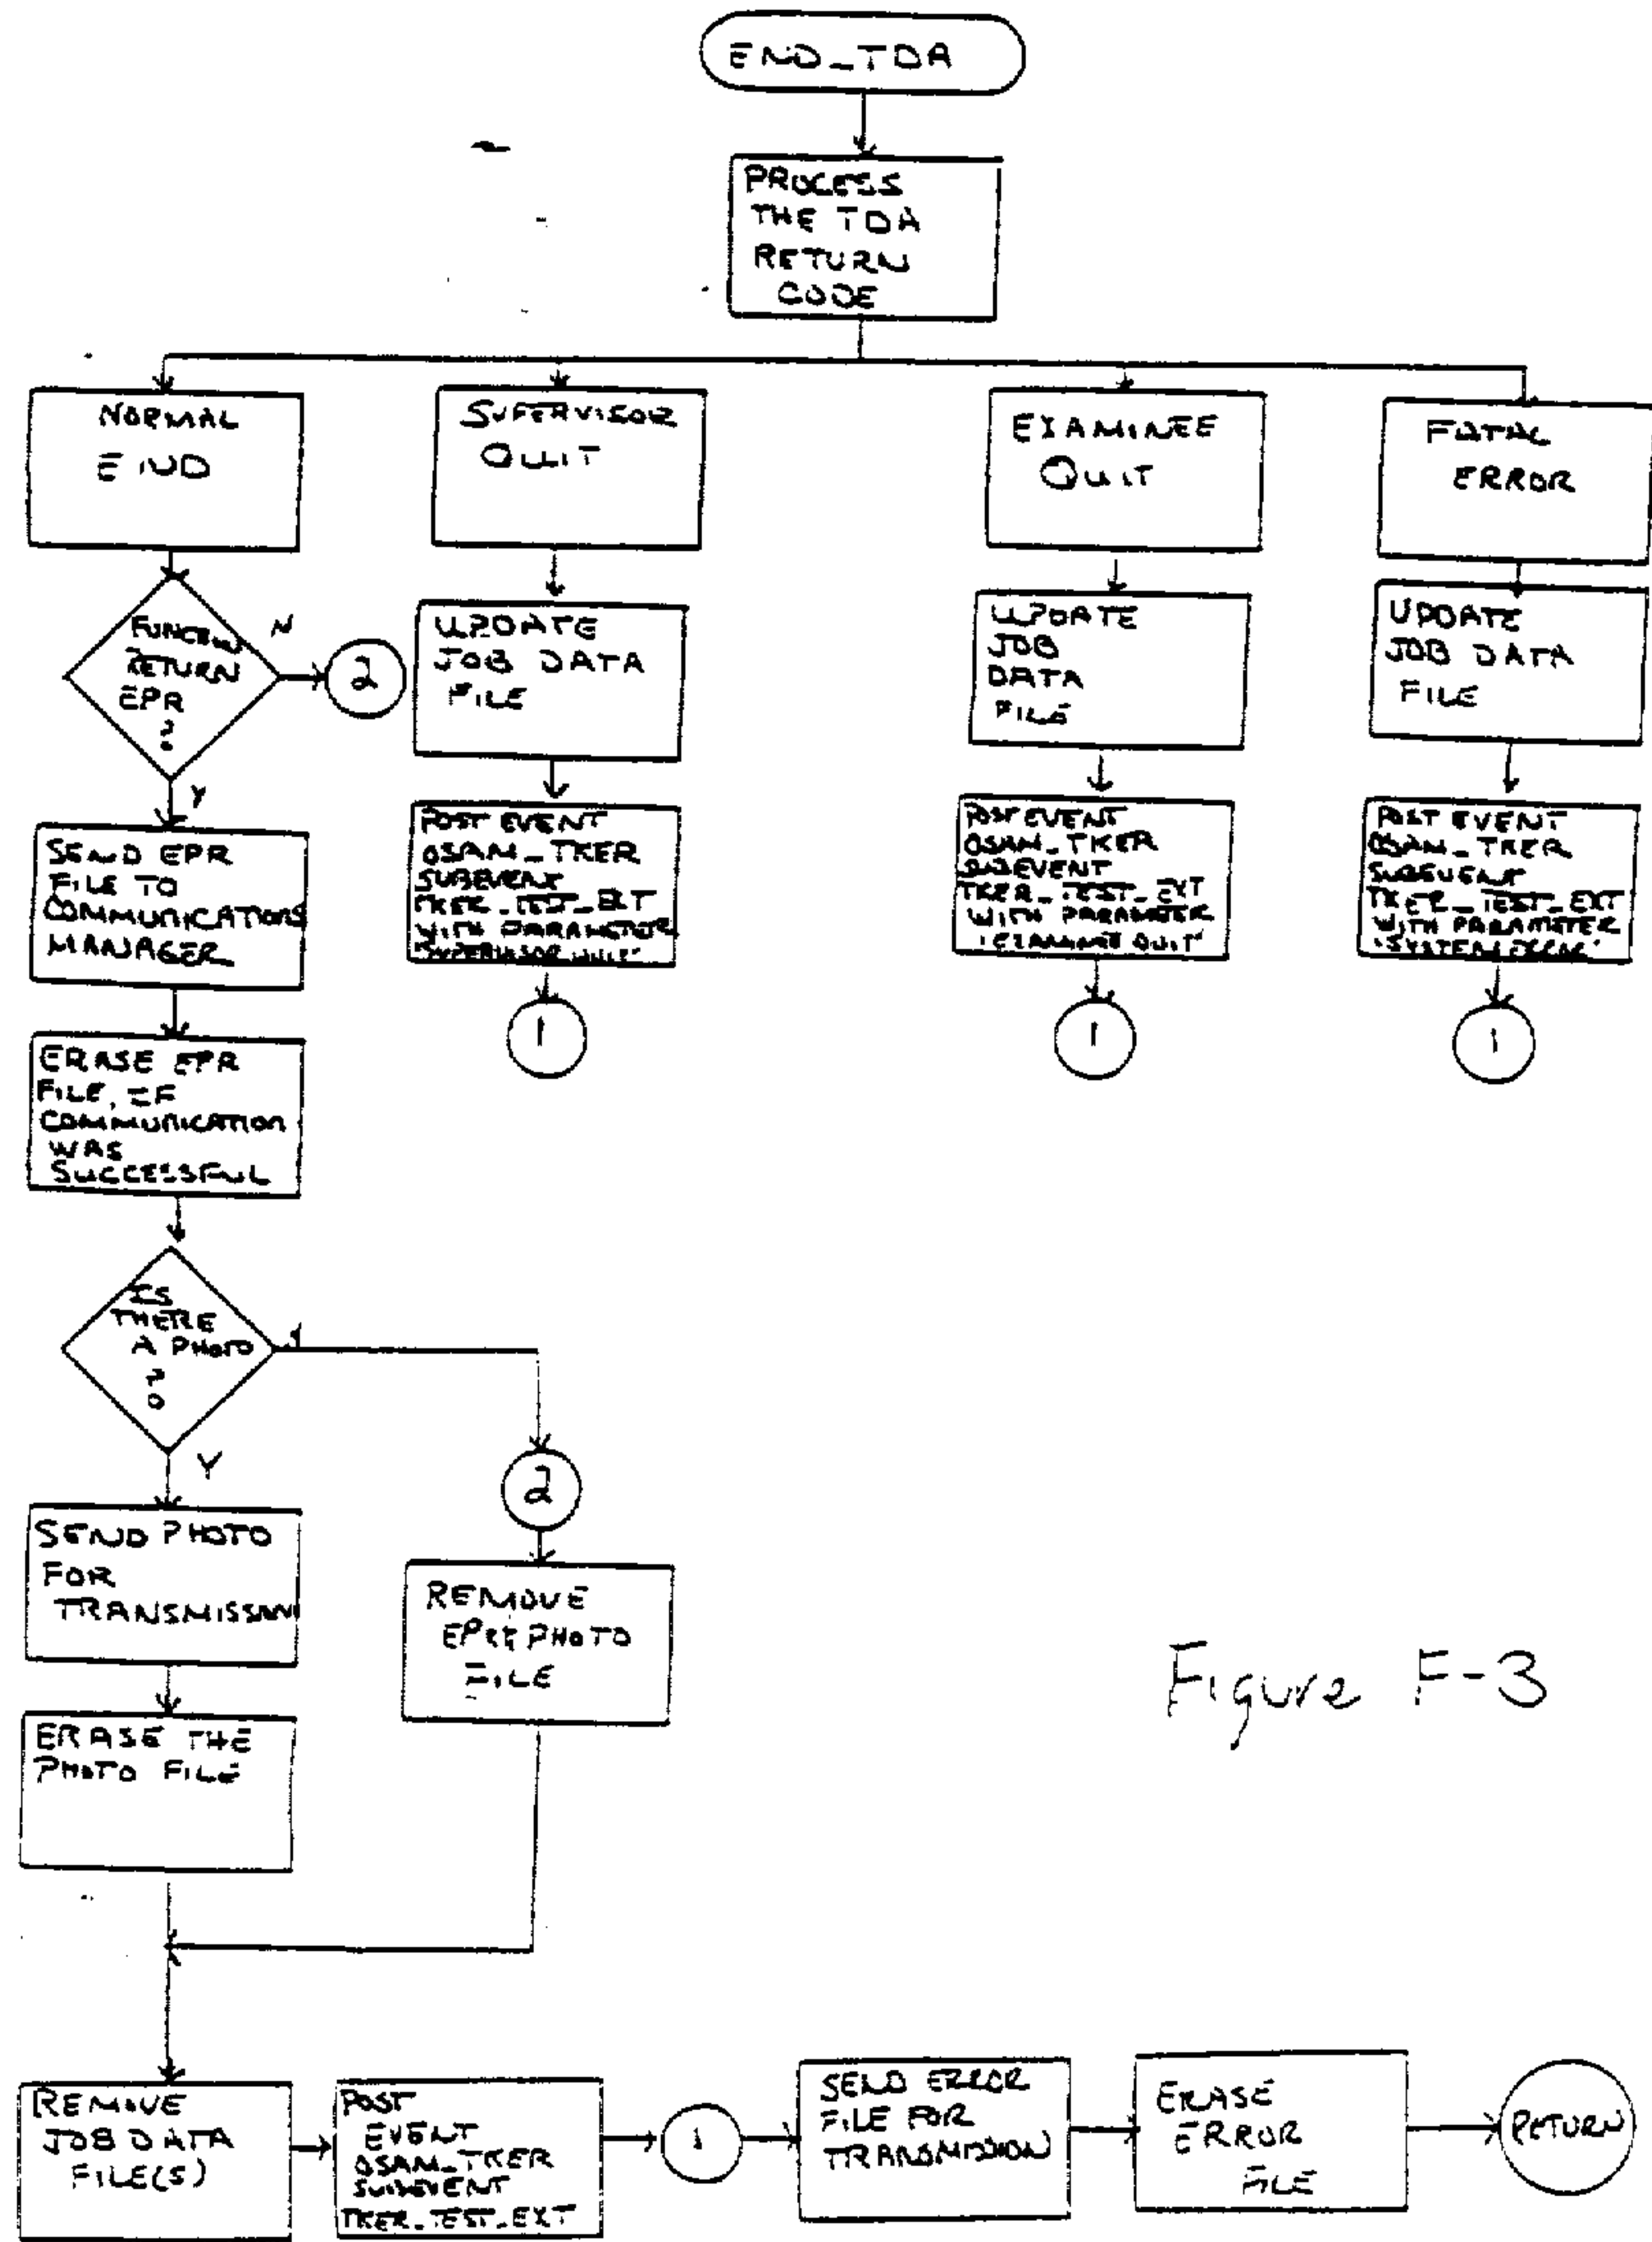 END_TDA
PROCESS
THE TDA
RETURN
CODE
NORMAL
END
SUPERVISOR
QUIT
EXAMINEE
QUIT
FATAL
ERROR
RETURN
EPR
?
N
2
Y
UPDATE
JOB DATA
FILE
UPDATE
JOB
DATA
FILE
UPDATE
JOB DATA
FILE
SEND EPR
FILE TO
COMMUNICATIONS
MANAGER
POST EVENT
OSAM_TKER
SUBEVENT
TKER_TEST_EXT
WITH PARAMETER
"SUPERVISOR QUIT"
POST EVENT
OSAM_TKER
SUBEVENT
TKER_TEST_EXT
WITH PARAMETER
'EXAMINEE QUIT'
POST EVENT
OSAM_TKER
SUBEVENT
TKER_TEST_EXT
WITH PARAMETER
'SYSTEM ERROR'
1
1
1
ERASE EPR
FILE, IF
COMMUNICATION
WAS
SUCCESSFUL
IS
THERE
A PHOTO
?
Y
2
SEND PHOTO
FOR
TRANSMISSION
REMOVE
EPR & PHOTO
FILE
ERASE THE
PHOTO FILE
Figure F-3
REMOVE
JOB DATA
FILE(S)
POST
EVENT
OSAM_TKER
SUBEVENT
TKER_TEST_EXT
1
SEND ERROR
FILE FOR
TRANSMISSION
ERASE
ERROR
FILE
RETURN